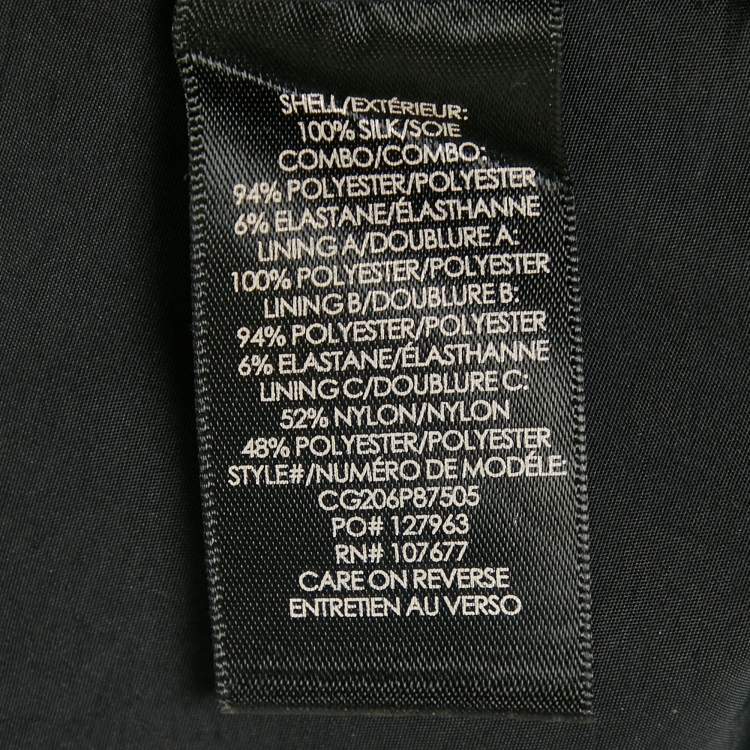 SHELL/EXTÉRIEUR:
100% SILK/SOIE
COMBO/COMBO:
94% POLYESTER/POLYESTER
6% ELASTANE/ÉLASTHANNE
LINING A/DOUBLURE A:
100% POLYESTER/POLYESTER
LINING B/DOUBLURE B:
94% POLYESTER/POLYESTER
6% ELASTANE/ÉLASTHANNE
LINING C/DOUBLURE C:
52% NYLON/NYLON
48% POLYESTER/POLYESTER
STYLE#/NUMÉRO DE MODÉLE:
CG206P87505
PO# 127963
RN# 107677
CARE ON REVERSE
ENTRETIEN AU VERSO